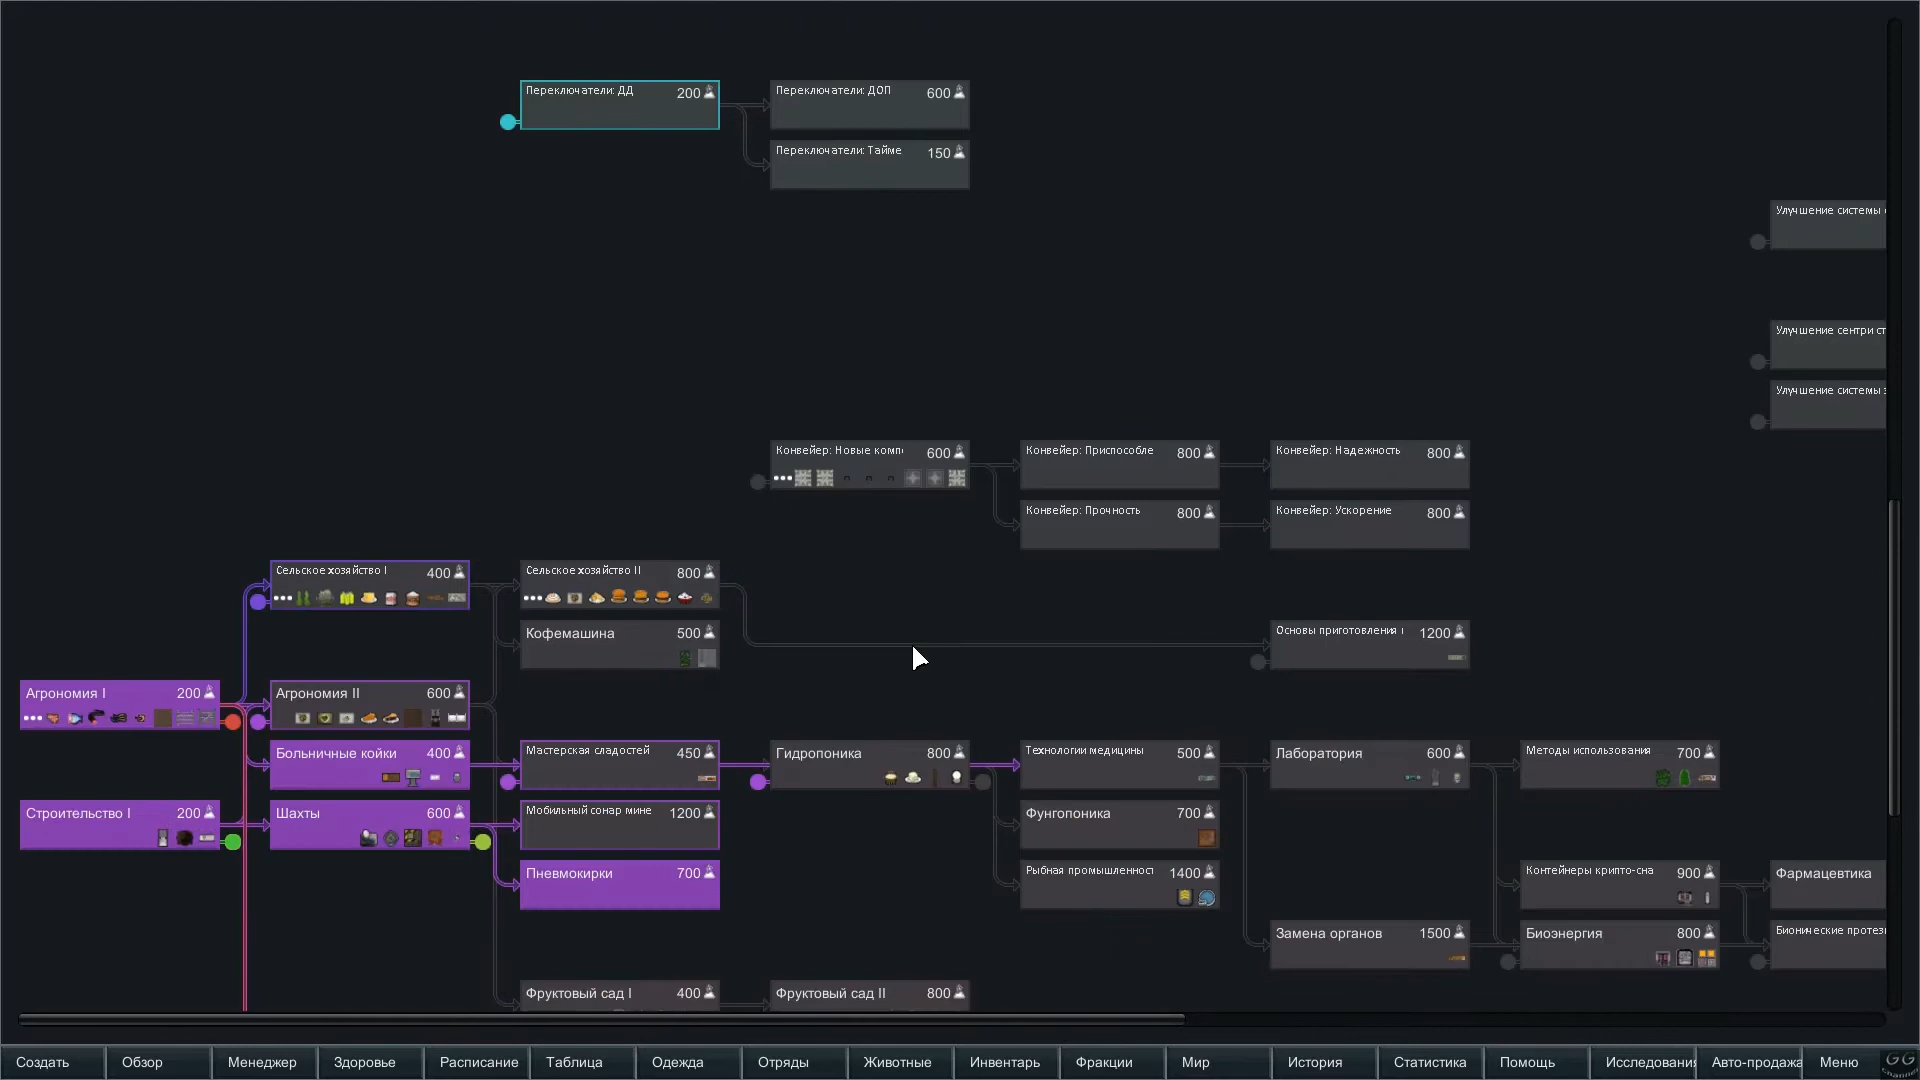 Переключатели: ДД 200
Переключатели: ДОП 600
Переключатели: Тайме 150
Улучшение системы
Улучшение сентри ст
Улучшение системы
Конвейер: Новые комп 600
Конвейер: Приспособле 800
Конвейер: Надежность 800
Конвейер: Прочность 800
Конвейер: Ускорение 800
Сельское хозяйство I 400
Сельское хозяйство II 800
Кофемашина 500
Основы приготовления 1200
Агрономия I 200
Агрономия II 600
Больничные койки 400
Мастерская сладостей 450
Гидропоника 800
Технологии медицины 500
Лаборатория 600
Методы использования 700
Строительство I 200
Шахты 600
Мобильный сонар мине 1200
Фунгопоника 700
Пневмокирки 700
Рыбная промышленност 1400
Контейнеры крипто-сна 900
Фармацевтика
Замена органов 1500
Биоэнергия 800
Бионические протез
Фруктовый сад I 400
Фруктовый сад II 800
Создать Обзор Менеджер Здоровье Расписание Таблица Одежда Отряды Животные Инвентарь Фракции Мир История Статистика Помощь Исследовани Авто-продажа Меню
GG